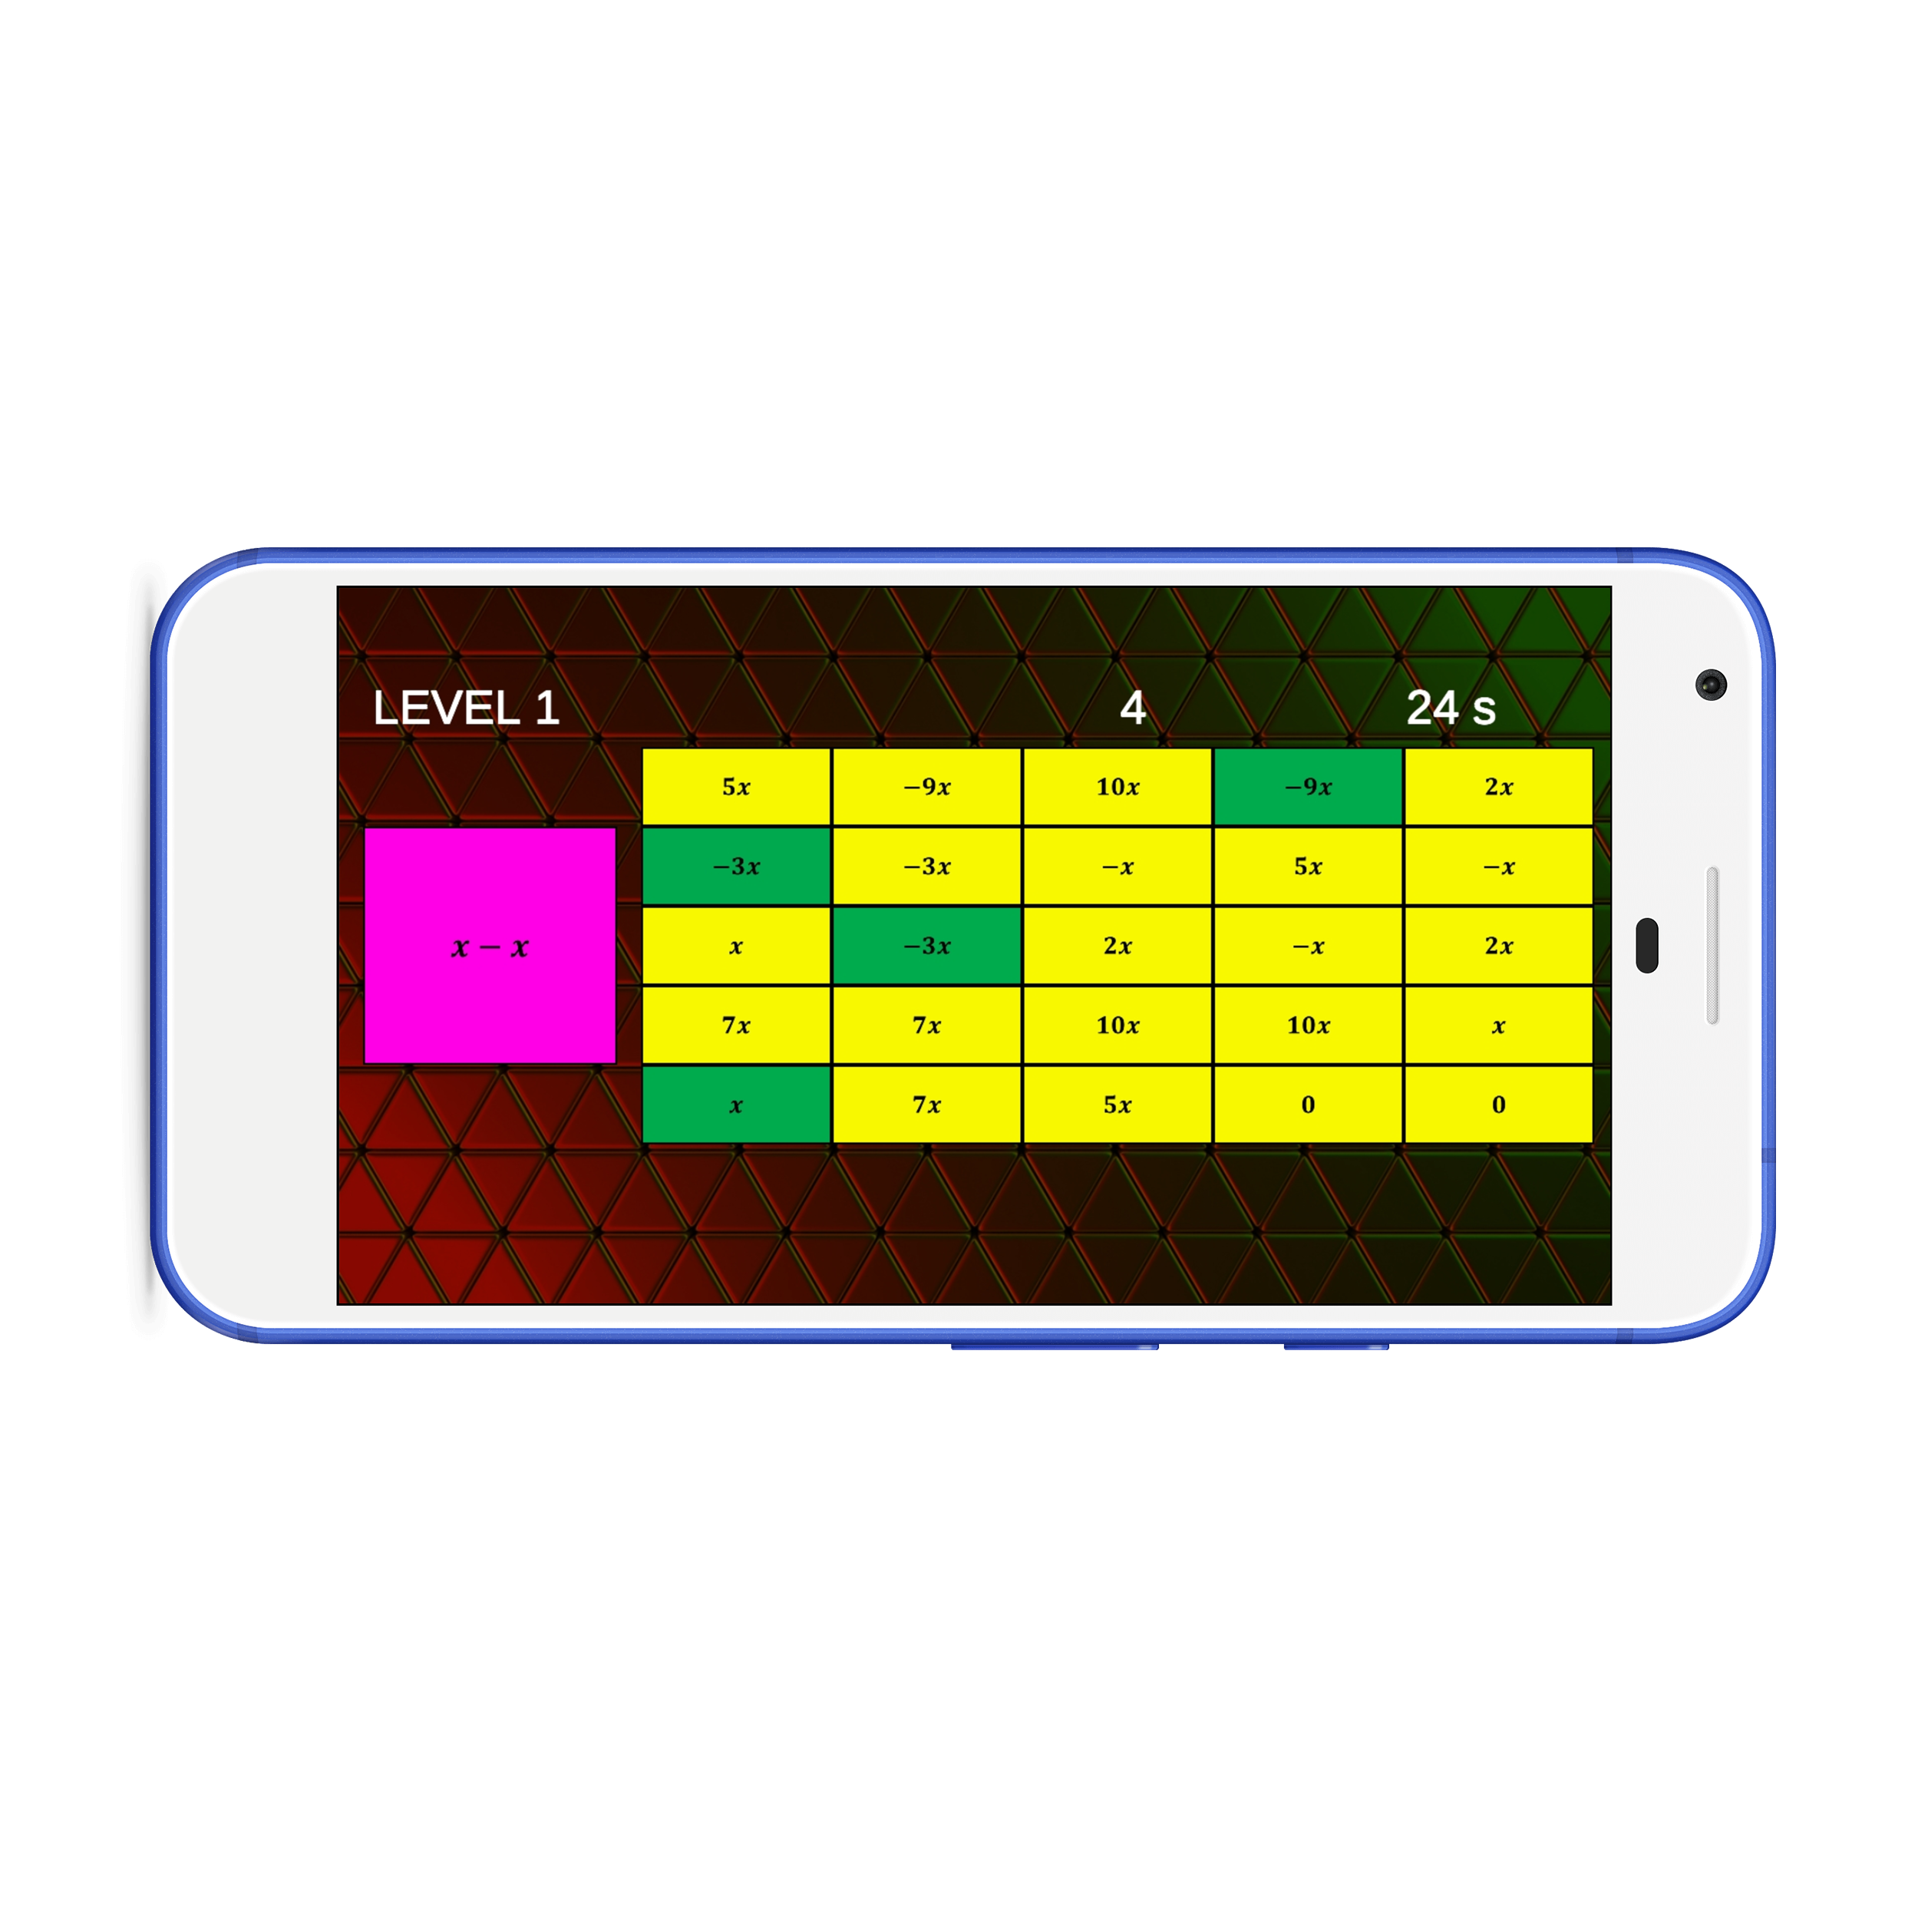 LEVEL 1 4 24 s
5x −9x 10x −9x 2x
−3x −3x −x 5x −x
x − x
x −3x 2x −x 2x
7x 7x 10x 10x x
x 7x 5x 0 0